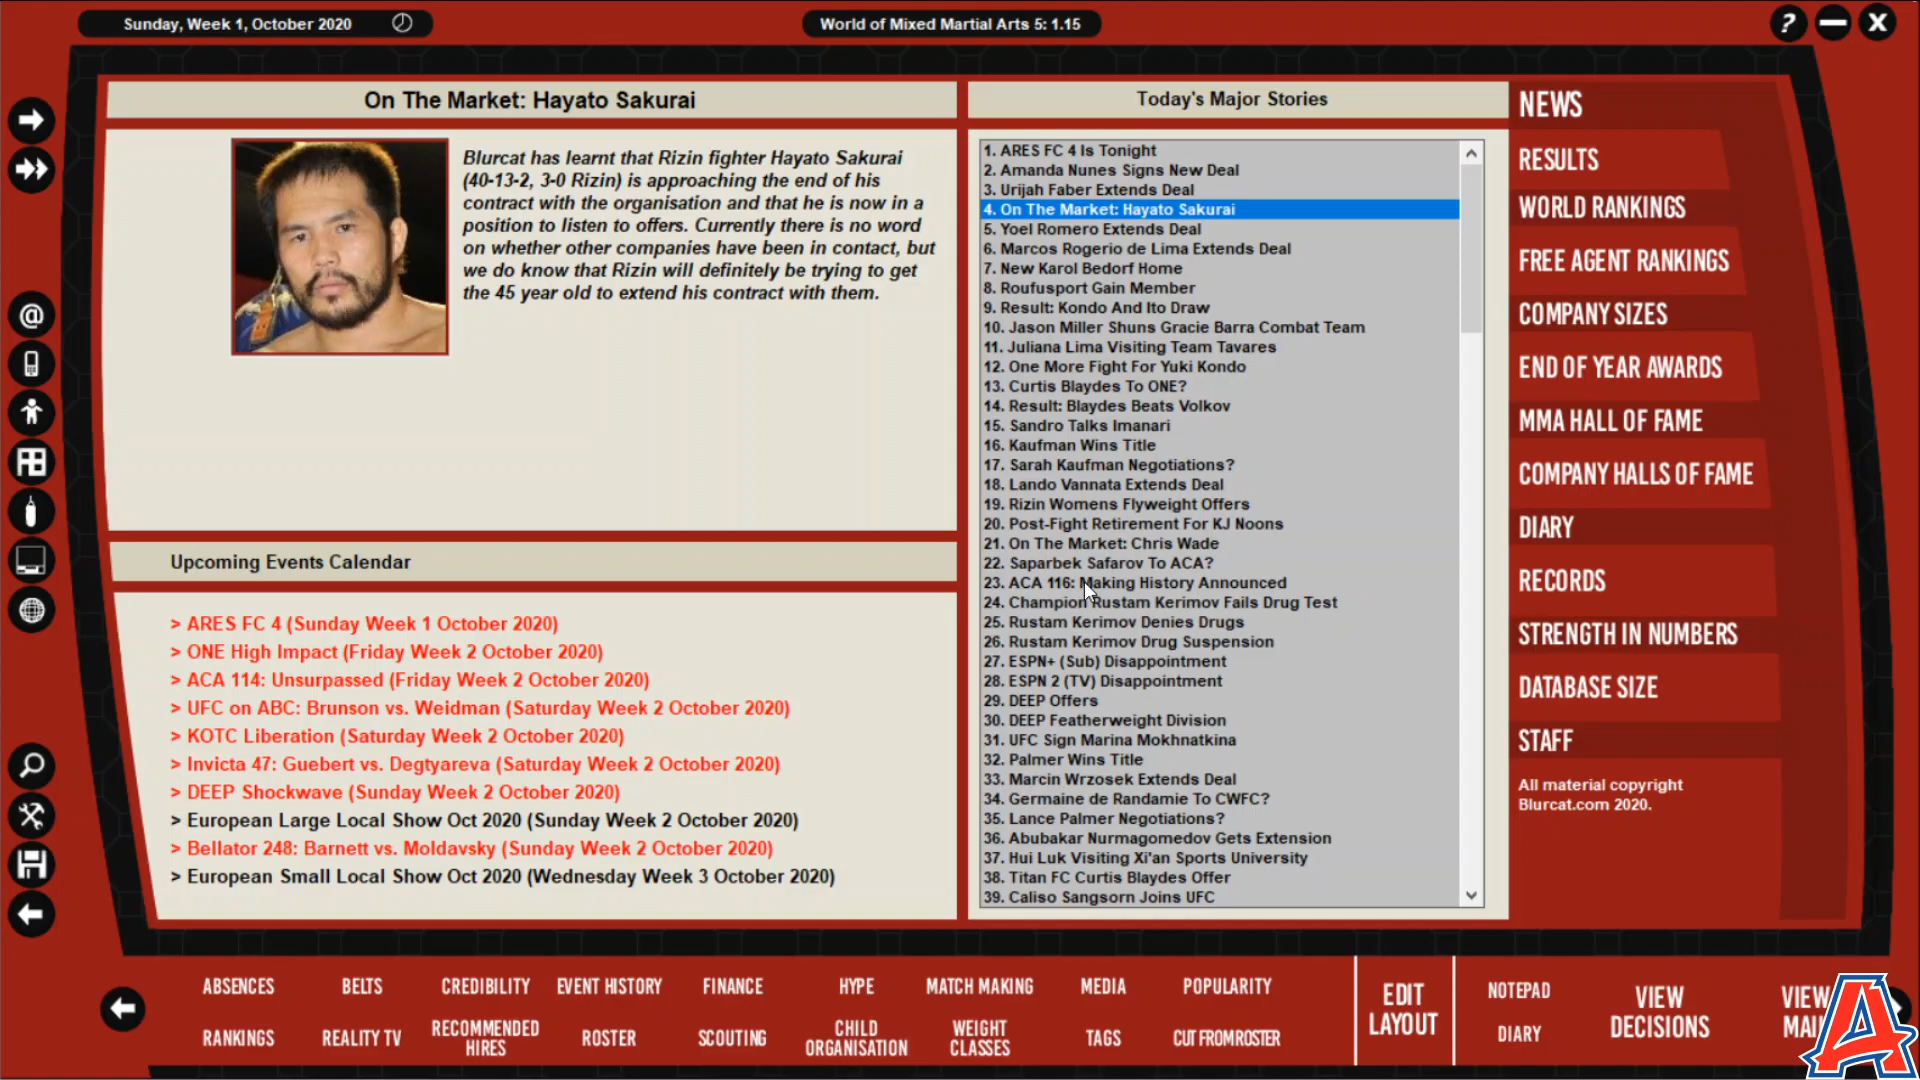 Sunday, Week 1, October 2020
World of Mixed Martial Arts 5: 1.15
?
X
On The Market: Hayato Sakurai
Blurcat has learnt that Rizin fighter Hayato Sakurai
(40-13-2, 3-0 Rizin) is approaching the end of his
contract with the organisation and that he is now in a
position to listen to offers. Currently there is no word
on whether other companies have been in contact, but
we do know that Rizin will definitely be trying to get
the 45 year old to extend his contract with them.
Upcoming Events Calendar
> ARES FC 4 (Sunday Week 1 October 2020)
> ONE High Impact (Friday Week 2 October 2020)
> ACA 114: Unsurpassed (Friday Week 2 October 2020)
> UFC on ABC: Brunson vs. Weidman (Saturday Week 2 October 2020)
> KOTC Liberation (Saturday Week 2 October 2020)
> Invicta 47: Guebert vs. Degtyareva (Saturday Week 2 October 2020)
> DEEP Shockwave (Sunday Week 2 October 2020)
> European Large Local Show Oct 2020 (Sunday Week 2 October 2020)
> Bellator 248: Barnett vs. Moldavsky (Sunday Week 2 October 2020)
> European Small Local Show Oct 2020 (Wednesday Week 3 October 2020)
Today's Major Stories
1. ARES FC 4 Is Tonight
2. Amanda Nunes Signs New Deal
3. Urijah Faber Extends Deal
4. On The Market: Hayato Sakurai
5. Yoel Romero Extends Deal
6. Marcos Rogerio de Lima Extends Deal
7. New Karol Bedorf Home
8. Roufusport Gain Member
9. Result: Kondo And Ito Draw
10. Jason Miller Shuns Gracie Barra Combat Team
11. Juliana Lima Visiting Team Tavares
12. One More Fight For Yuki Kondo
13. Curtis Blaydes To ONE?
14. Result: Blaydes Beats Volkov
15. Sandro Talks Imanari
16. Kaufman Wins Title
17. Sarah Kaufman Negotiations?
18. Lando Vannata Extends Deal
19. Rizin Womens Flyweight Offers
20. Post-Fight Retirement For KJ Noons
21. On The Market: Chris Wade
22. Saparbek Safarov To ACA?
23. ACA 116: Making History Announced
24. Champion Rustam Kerimov Fails Drug Test
25. Rustam Kerimov Denies Drugs
26. Rustam Kerimov Drug Suspension
27. ESPN+ (Sub) Disappointment
28. ESPN 2 (TV) Disappointment
29. DEEP Offers
30. DEEP Featherweight Division
31. UFC Sign Marina Mokhnatkina
32. Palmer Wins Title
33. Marcin Wrzosek Extends Deal
34. Germaine de Randamie To CWFC?
35. Lance Palmer Negotiations?
36. Abubakar Nurmagomedov Gets Extension
37. Hui Luk Visiting Xi'an Sports University
38. Titan FC Curtis Blaydes Offer
39. Caliso Sangsorn Joins UFC
NEWS
RESULTS
WORLD RANKINGS
FREE AGENT RANKINGS
COMPANY SIZES
END OF YEAR AWARDS
MMA HALL OF FAME
COMPANY HALLS OF FAME
DIARY
RECORDS
STRENGTH IN NUMBERS
DATABASE SIZE
STAFF
All material copyright
Blurcat.com 2020.
@
ABSENCES BELTS CREDIBILITY EVENT HISTORY FINANCE HYPE MATCH MAKING MEDIA POPULARITY
RANKINGS REALITY TV RECOMMENDED HIRES ROSTER SCOUTING CHILD ORGANISATION WEIGHT CLASSES TAGS CUT FROM ROSTER
EDIT
LAYOUT
NOTEPAD
DIARY
VIEW
DECISIONS
VIEW
A